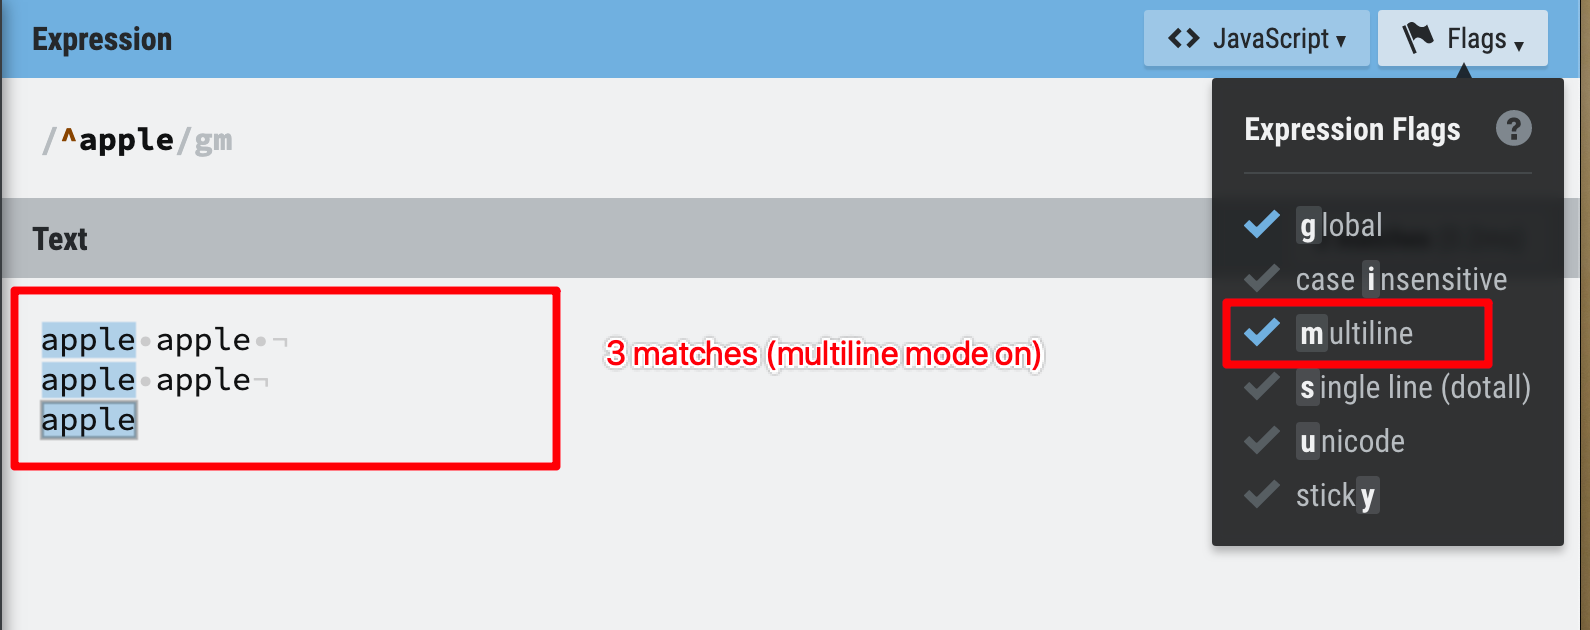 Expression
<> JavaScript ▾
Flags ▾
/^apple/gm
Expression Flags ?
global
case insensitive
multiline
single line (dotall)
unicode
sticky
Text
apple•apple•¬
apple•apple¬
apple
3 matches (multiline mode on)